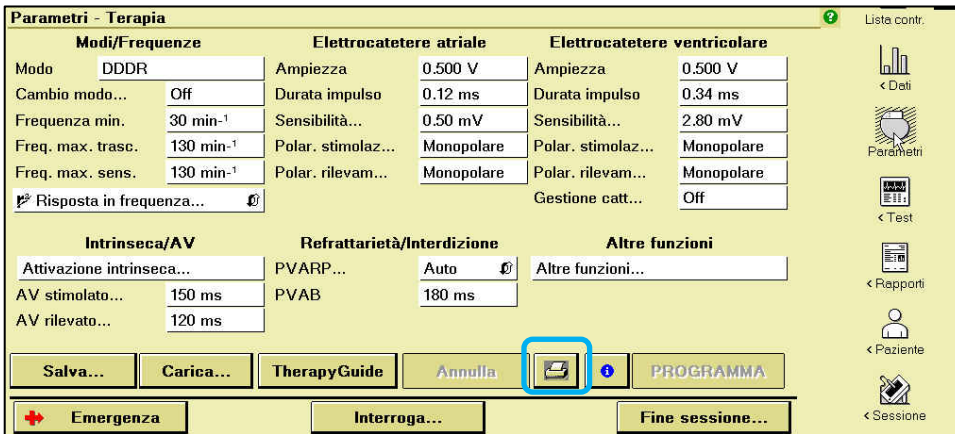 Parametri - Terapia
?
Lista contr.
Modi/Frequenze
Elettrocatetere atriale
Elettrocatetere ventricolare
Modo DDDR
Ampiezza 0.500 V
Ampiezza 0.500 V
Cambio modo... Off
Durata impulso 0.12 ms
Durata impulso 0.34 ms
Frequenza min. 30 min-¹
Sensibilità... 0.50 mV
Sensibilità... 2.80 mV
Freq. max. trasc. 130 min-¹
Polar. stimolaz... Monopolare
Polar. stimolaz... Monopolare
Freq. max. sens. 130 min-¹
Polar. rilevam... Monopolare
Polar. rilevam... Monopolare
Risposta in frequenza...
Gestione catt... Off
Intrinseca/AV
Refrattarietà/Interdizione
Altre funzioni
Attivazione intrinseca...
PVARP... Auto
Altre funzioni...
AV stimolato... 150 ms
PVAB 180 ms
AV rilevato... 120 ms
Salva...
Carica...
TherapyGuide
Annulla
i
PROGRAMMA
Emergenza
Interroga...
Fine sessione...
< Dati
Parametri
< Test
< Rapporti
< Paziente
< Sessione